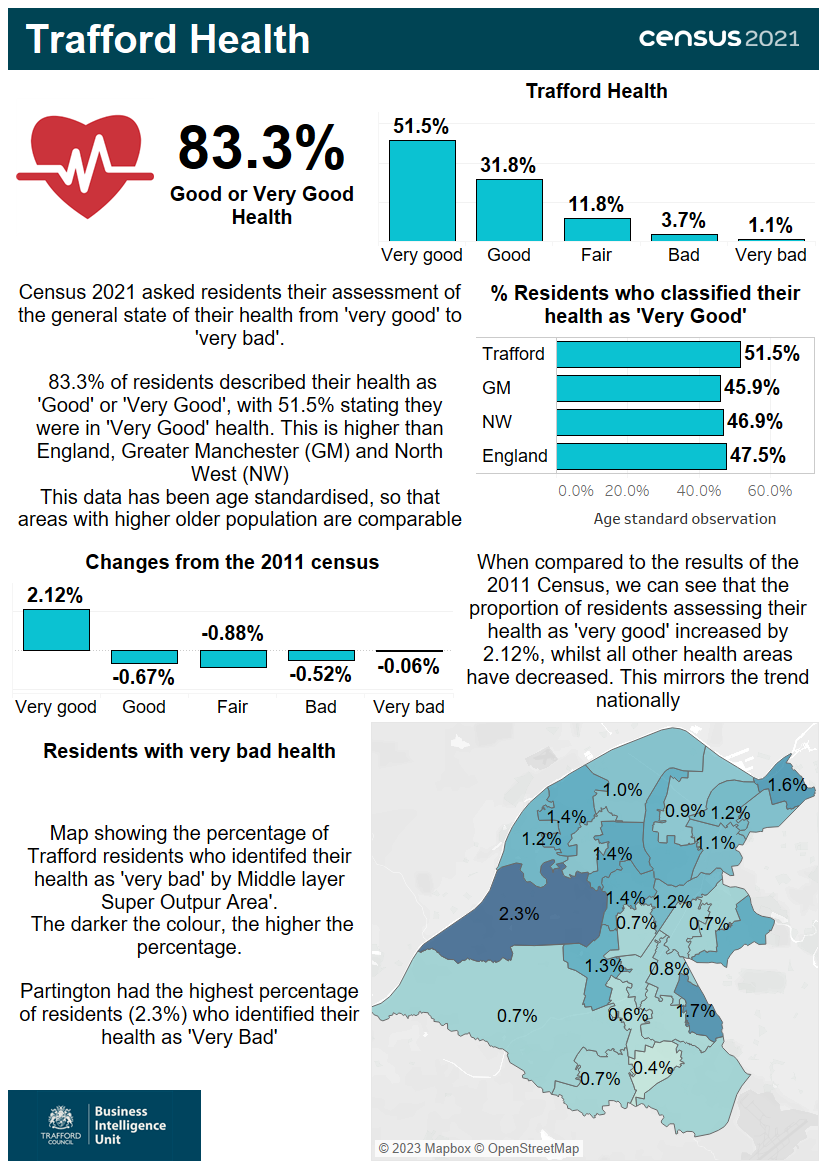 Trafford Health
census 2021
83.3%
Good or Very Good
Health
Trafford Health
51.5%
31.8%
11.8%
3.7%
1.1%
Very good
Good
Fair
Bad
Very bad
Census 2021 asked residents their assessment of
the general state of their health from 'very good' to
'very bad'.
83.3% of residents described their health as
'Good' or 'Very Good', with 51.5% stating they
were in 'Very Good' health. This is higher than
England, Greater Manchester (GM) and North
West (NW)
This data has been age standardised, so that
areas with higher older population are comparable
% Residents who classified their
health as 'Very Good'
Trafford 51.5%
GM 45.9%
NW 46.9%
England 47.5%
0.0% 20.0% 40.0% 60.0%
Age standard observation
Changes from the 2011 census
2.12%
-0.67%
-0.88%
-0.52%
-0.06%
Very good
Good
Fair
Bad
Very bad
When compared to the results of the
2011 Census, we can see that the
proportion of residents assessing their
health as 'very good' increased by
2.12%, whilst all other health areas
have decreased. This mirrors the trend
nationally
Residents with very bad health
Map showing the percentage of
Trafford residents who identifed their
health as 'very bad' by Middle layer
Super Outpur Area'.
The darker the colour, the higher the
percentage.
Partington had the highest percentage
of residents (2.3%) who identified their
health as 'Very Bad'
1.6%
1.0%
0.9%
1.2%
1.4%
1.2%
1.1%
1.4%
1.4%
1.2%
2.3%
0.7%
0.7%
1.3%
0.8%
0.7%
0.6%
1.7%
0.4%
0.7%
© 2023 Mapbox © OpenStreetMap
TRAFFORD
COUNCIL
Business
Intelligence
Unit